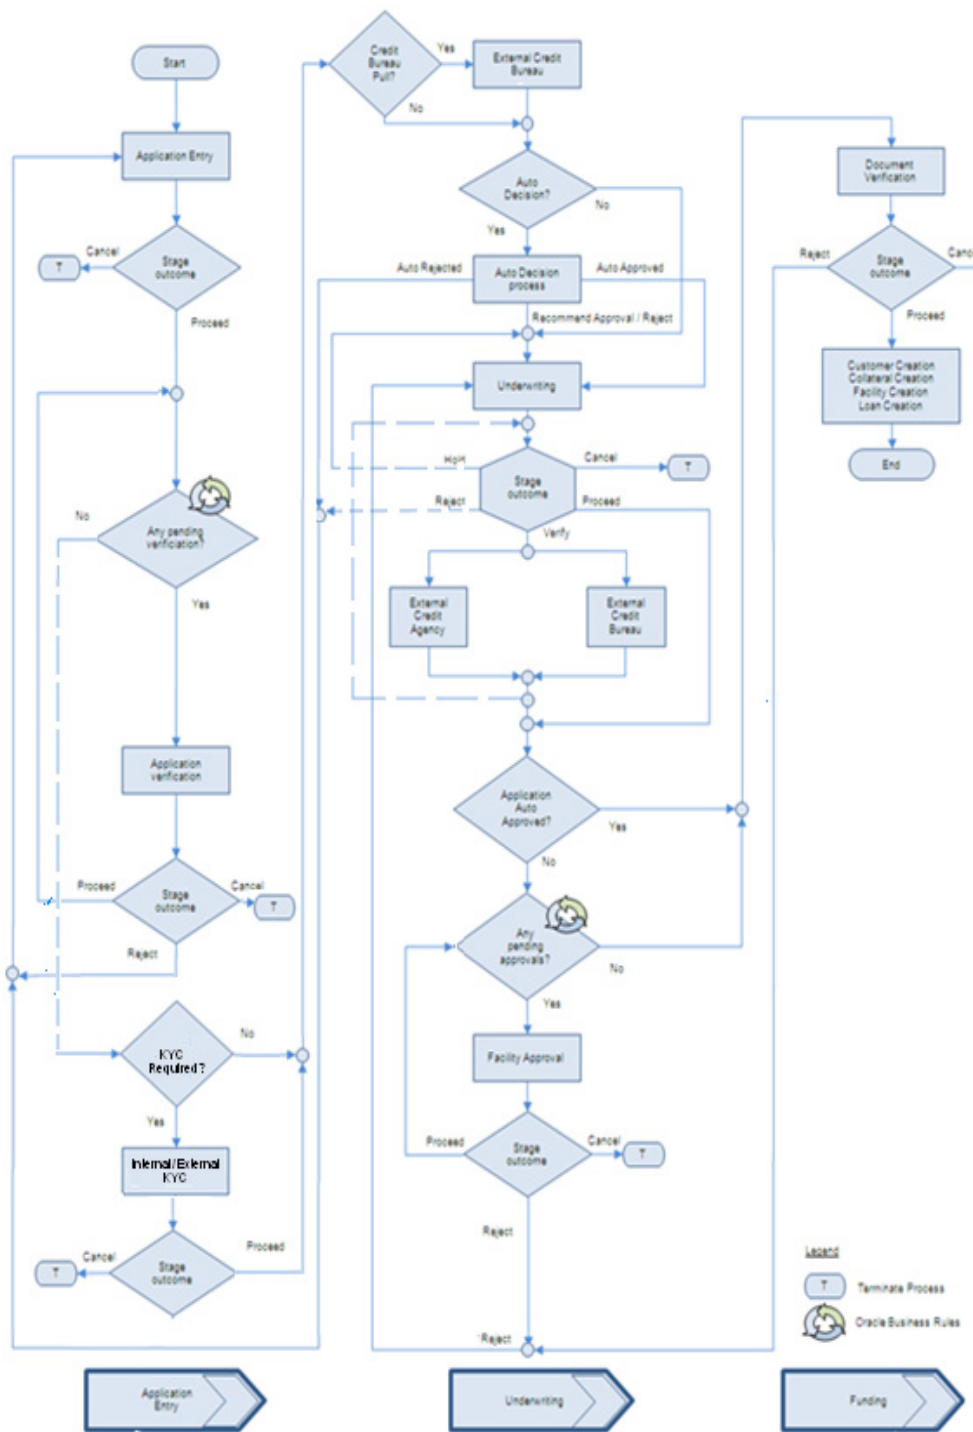 Start
Application Entry
Cancel
T
Stage
outcome
Proceed
No
Any pending
verificiation?
Yes
Application
verification
Proceed
Stage
outcome
Cancel
T
Reject
KYC
Required?
No
Yes
Internal/External
KYC
Cancel
T
Stage
outcome
Proceed
Credit
Bureau
Pull?
Yes
External Credit
Bureau
No
Auto
Decision?
No
Yes
Auto Rejected
Auto Decision
process
Auto Approved
Recommend Approval / Reject
Underwriting
Hold
Cancel
T
Stage
outcome
Reject
Proceed
Verify
External
Credit
Agency
External
Credit
Bureau
Application
Auto
Approved?
Yes
No
Any
pending
approvals?
No
Yes
Facility Approval
Proceed
Stage
outcome
Cancel
T
Reject
Reject
Document
Verification
Reject
Stage
outcome
Canc
Proceed
Customer Creation
Collateral Creation
Facility Creation
Loan Creation
End
Legend
T
Terminate Process
Oracle Business Rules
Application
Entry
Underwriting
Funding